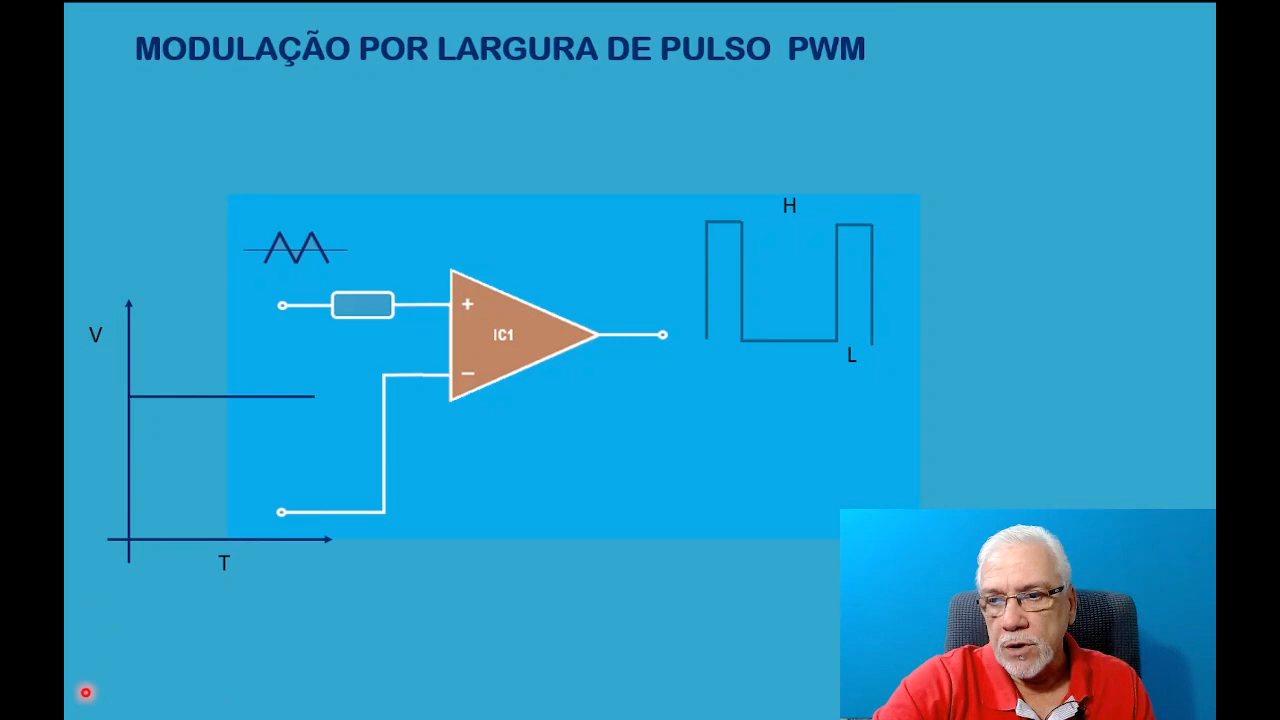 MODULAÇÃO POR LARGURA DE PULSO PWM
H
V
+
IC1
−
L
T